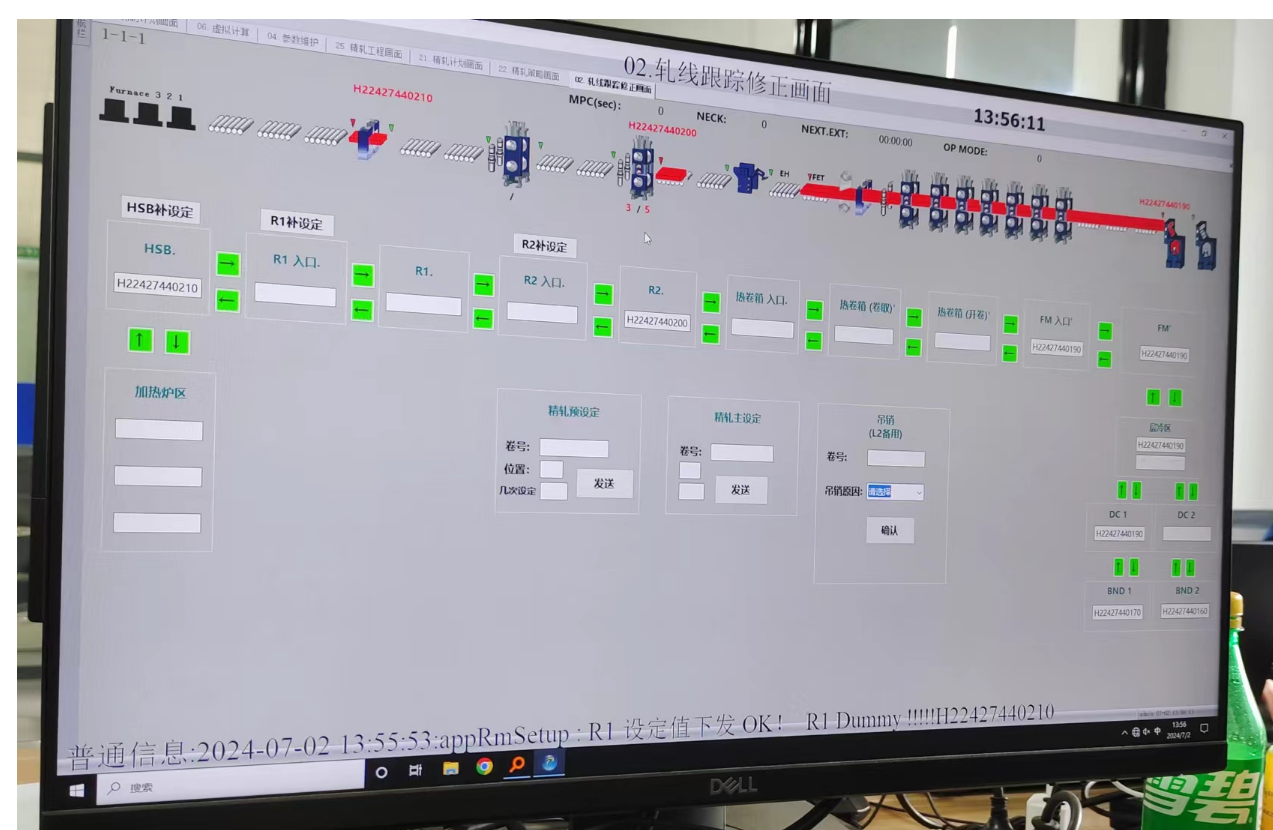 06. 虚拟计算
04. 参数维护
25. 精轧工程画面
21. 精轧计划画面
22. 精轧策略画面
02. 轧线跟踪修正画面
1-1-1
02.轧线跟踪修正画面
13:56:11
Furnace 3 2 1
H22427440210
MPC(sec): 0
NECK: 0
NEXT.EXT: 00:00:00
OP MODE: 0
H22427440200
EH
FET
H22427440190
/
3 / 5
HSB补设定
R1补设定
R2补设定
HSB.
H22427440210
R1 入口.
R1.
R2 入口.
R2.
H22427440200
热卷箱 入口.
热卷箱 (卷取)'
热卷箱 (开卷)'
FM 入口'
H22427440190
FM'
H22427440190
加热炉区
精轧预设定
卷号:
位置:
几次设定
发送
精轧主设定
卷号:
发送
吊销
(L2备用)
卷号:
吊销原因: 请选择
确认
层冷区
H22427440190
DC 1
H22427440190
DC 2
BND 1
H22427440170
BND 2
H22427440160
普通信息:2024-07-02 13:55:53:appRmSetup : R1 设定值下发 OK! R1 Dummy !!!!!H22427440210
搜索
中
13:56
2024/7/2
DELL
雪碧